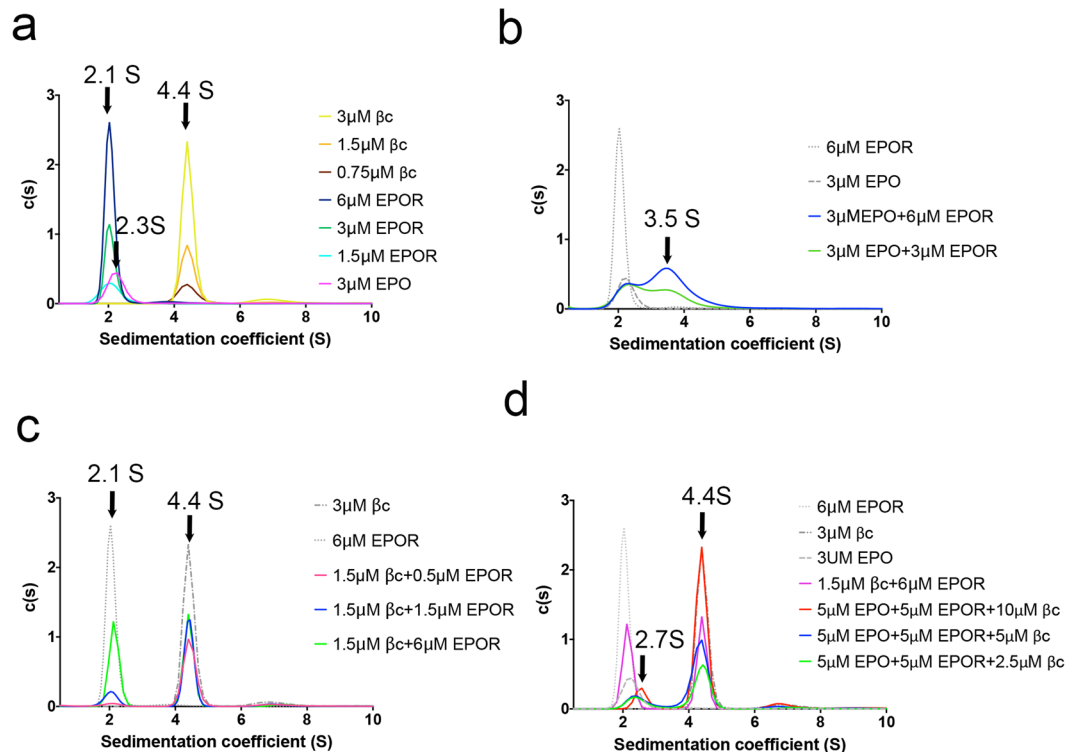 a
2.1 S
4.4 S
2.3S
3
2
1
0
c(s)
2
4
6
8
10
Sedimentation coefficient (S)
3µM βc
1.5µM βc
0.75µM βc
6µM EPOR
3µM EPOR
1.5µM EPOR
3µM EPO
b
3.5 S
3
2
1
0
c(s)
2
4
6
8
10
Sedimentation coefficient (S)
6µM EPOR
3µM EPO
3µMEPO+6µM EPOR
3µM EPO+3µM EPOR
c
2.1 S
4.4 S
3
2
1
0
c(s)
2
4
6
8
10
Sedimentation coefficient (S)
3µM βc
6µM EPOR
1.5µM βc+0.5µM EPOR
1.5µM βc+1.5µM EPOR
1.5µM βc+6µM EPOR
d
4.4S
2.7S
3
2
1
0
c(s)
2
4
6
8
10
Sedimentation coefficient (S)
6µM EPOR
3µM βc
3UM EPO
1.5µM βc+6µM EPOR
5µM EPO+5µM EPOR+10µM βc
5µM EPO+5µM EPOR+5µM βc
5µM EPO+5µM EPOR+2.5µM βc